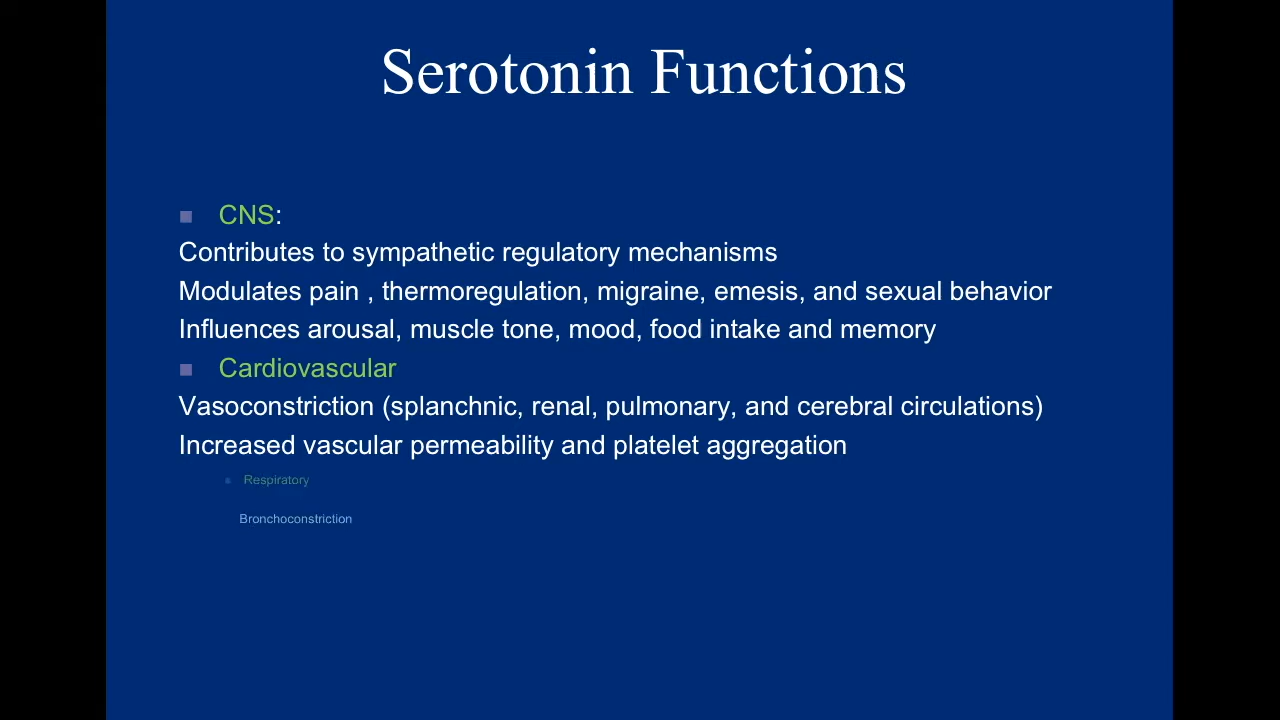 Serotonin Functions
CNS:
Contributes to sympathetic regulatory mechanisms
Modulates pain , thermoregulation, migraine, emesis, and sexual behavior
Influences arousal, muscle tone, mood, food intake and memory
Cardiovascular
Vasoconstriction (splanchnic, renal, pulmonary, and cerebral circulations)
Increased vascular permeability and platelet aggregation
Respiratory
Bronchoconstriction